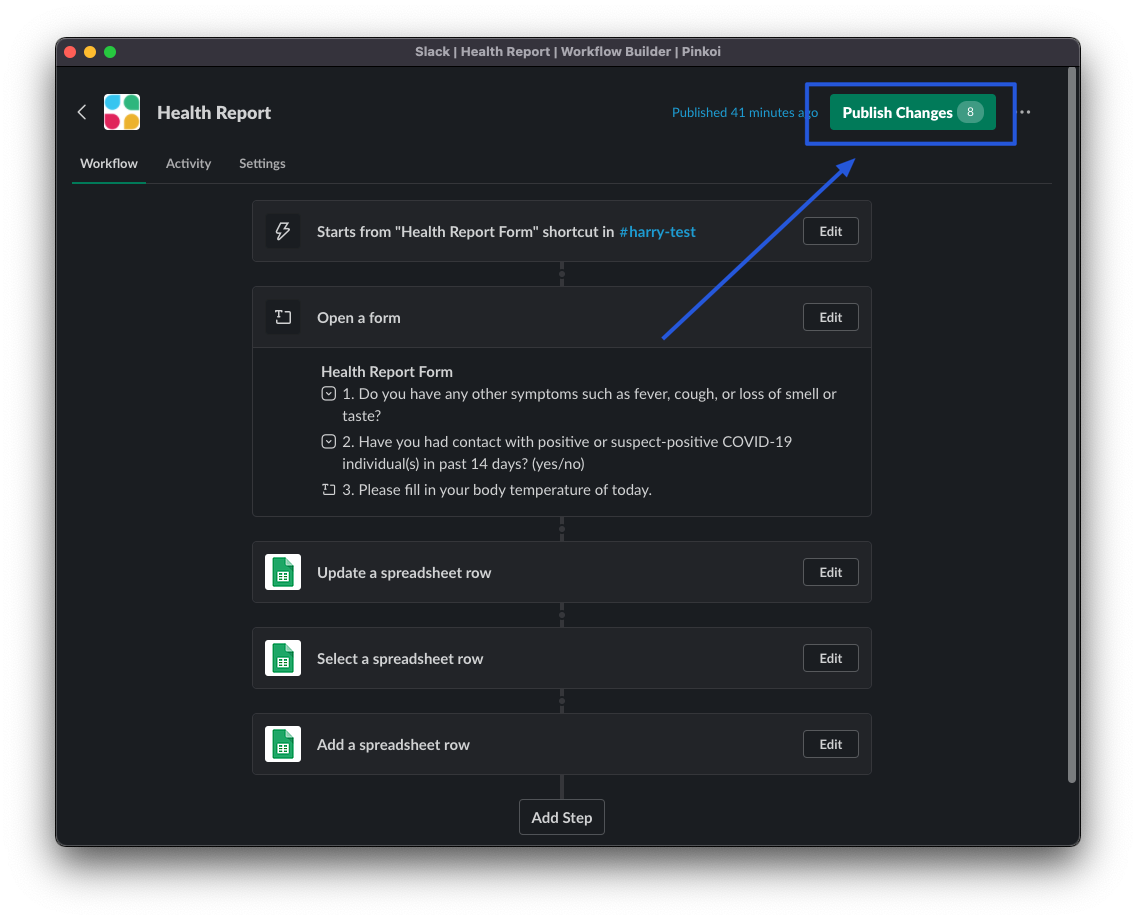 Slack | Health Report | Workflow Builder | Pinkoi
Health Report
Published 41 minutes ago
Publish Changes 8
Workflow Activity Settings
Starts from "Health Report Form" shortcut in #harry-test
Edit
Open a form
Edit
Health Report Form
1. Do you have any other symptoms such as fever, cough, or loss of smell or
taste?
2. Have you had contact with positive or suspect-positive COVID-19
individual(s) in past 14 days? (yes/no)
3. Please fill in your body temperature of today.
Update a spreadsheet row
Edit
Select a spreadsheet row
Edit
Add a spreadsheet row
Edit
Add Step